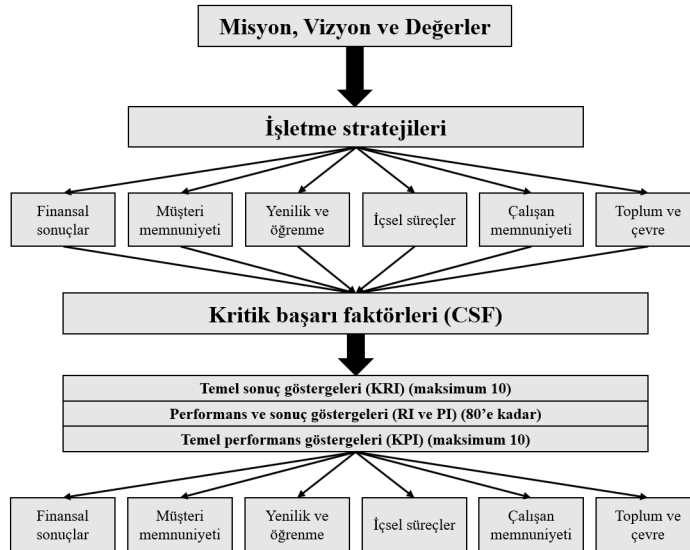 Misyon, Vizyon ve Değerler
İşletme stratejileri
Finansal
sonuçlar
Müşteri
memnuniyeti
Yenilik ve
öğrenme
İçsel süreçler
Çalışan
memnuniyeti
Toplum ve
çevre
Kritik başarı faktörleri (CSF)
Temel sonuç göstergeleri (KRI) (maksimum 10)
Performans ve sonuç göstergeleri (RI ve PI) (80’e kadar)
Temel performans göstergeleri (KPI) (maksimum 10)
Finansal
sonuçlar
Müşteri
memnuniyeti
Yenilik ve
öğrenme
İçsel süreçler
Çalışan
memnuniyeti
Toplum ve
çevre